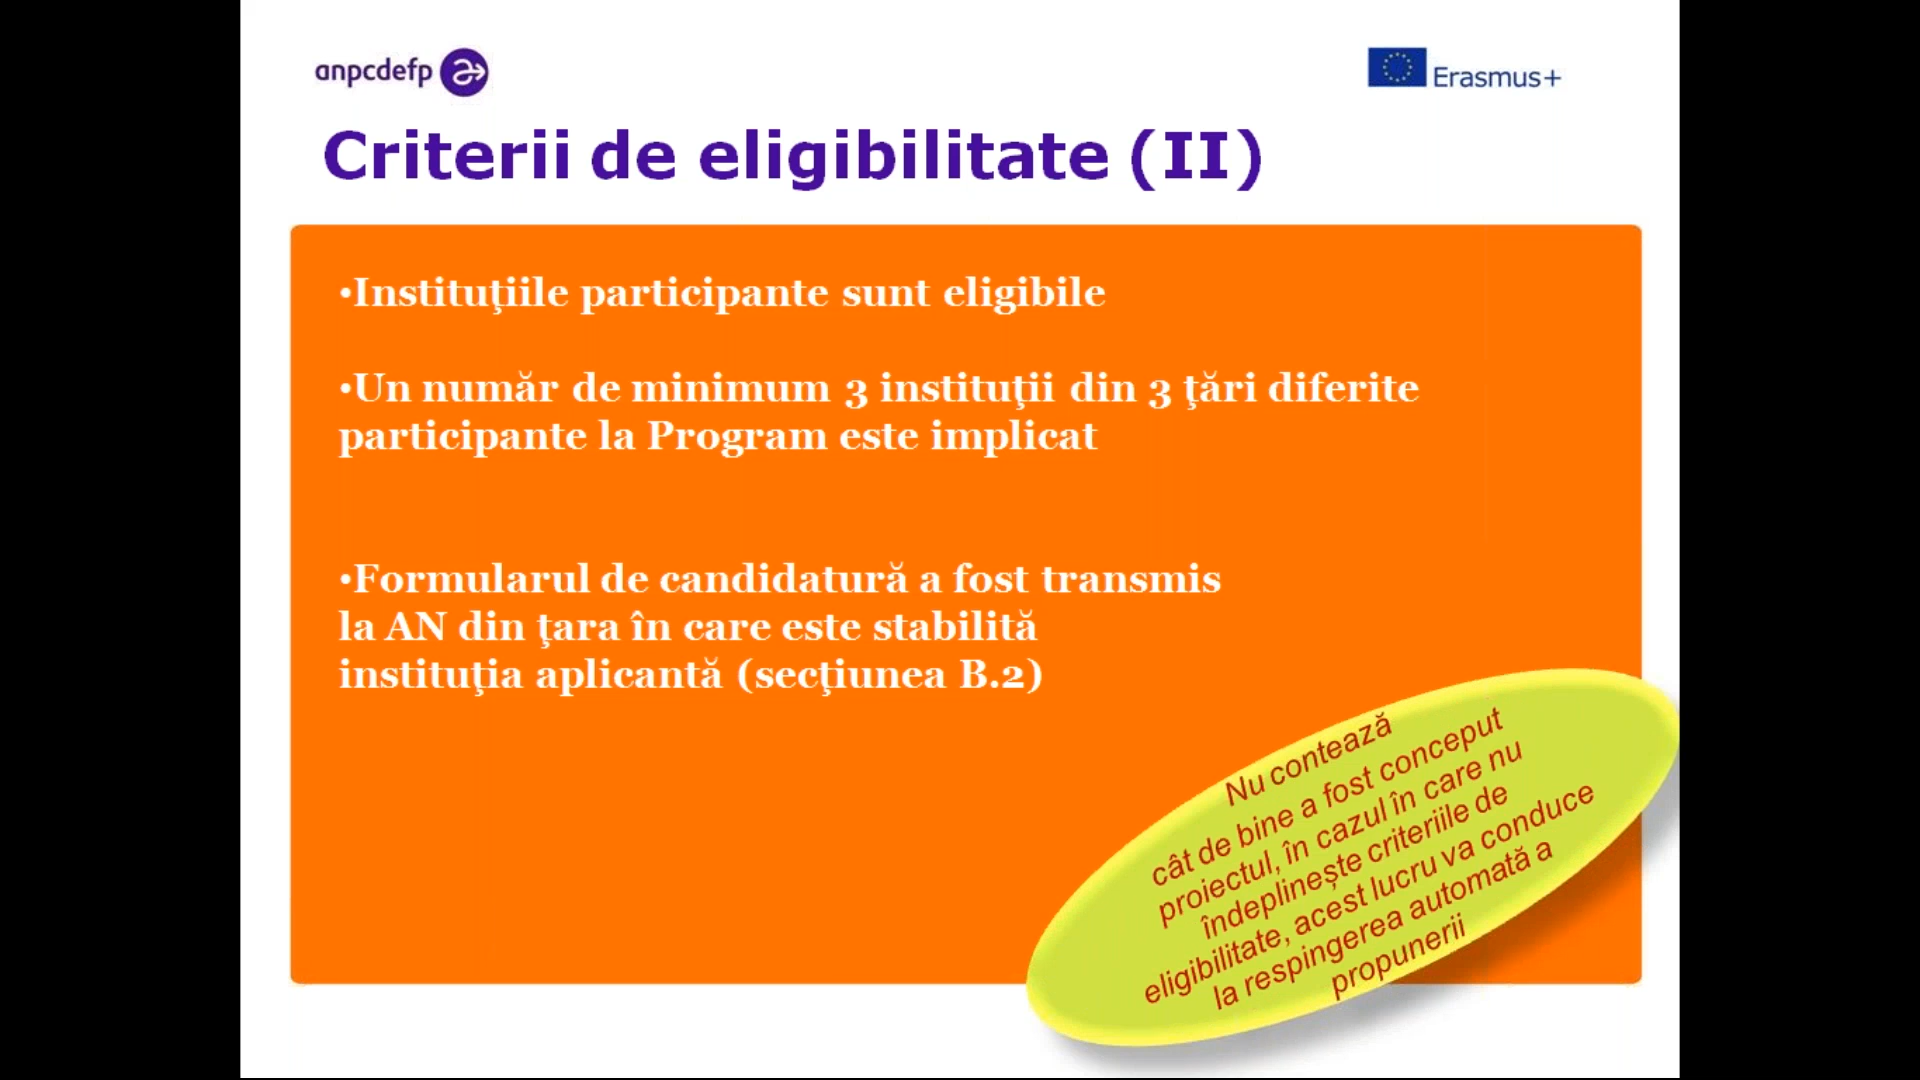 anpcdefp
Erasmus+
Criterii de eligibilitate (II)
•Instituţiile participante sunt eligibile
•Un număr de minimum 3 instituţii din 3 ţări diferite
participante la Program este implicat
•Formularul de candidatură a fost transmis
la AN din ţara în care este stabilită
instituţia aplicantă (secţiunea B.2)
Nu contează
cât de bine a fost conceput
proiectul, în cazul în care nu
îndeplinește criteriile de
eligibilitate, acest lucru va conduce
la respingerea automată a
propunerii